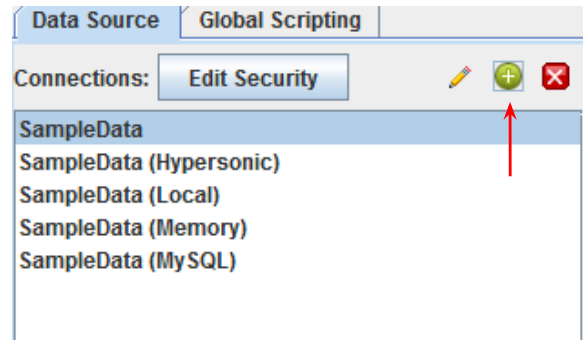 Data Source Global Scripting
Connections: Edit Security
SampleData
SampleData (Hypersonic)
SampleData (Local)
SampleData (Memory)
SampleData (MySQL)